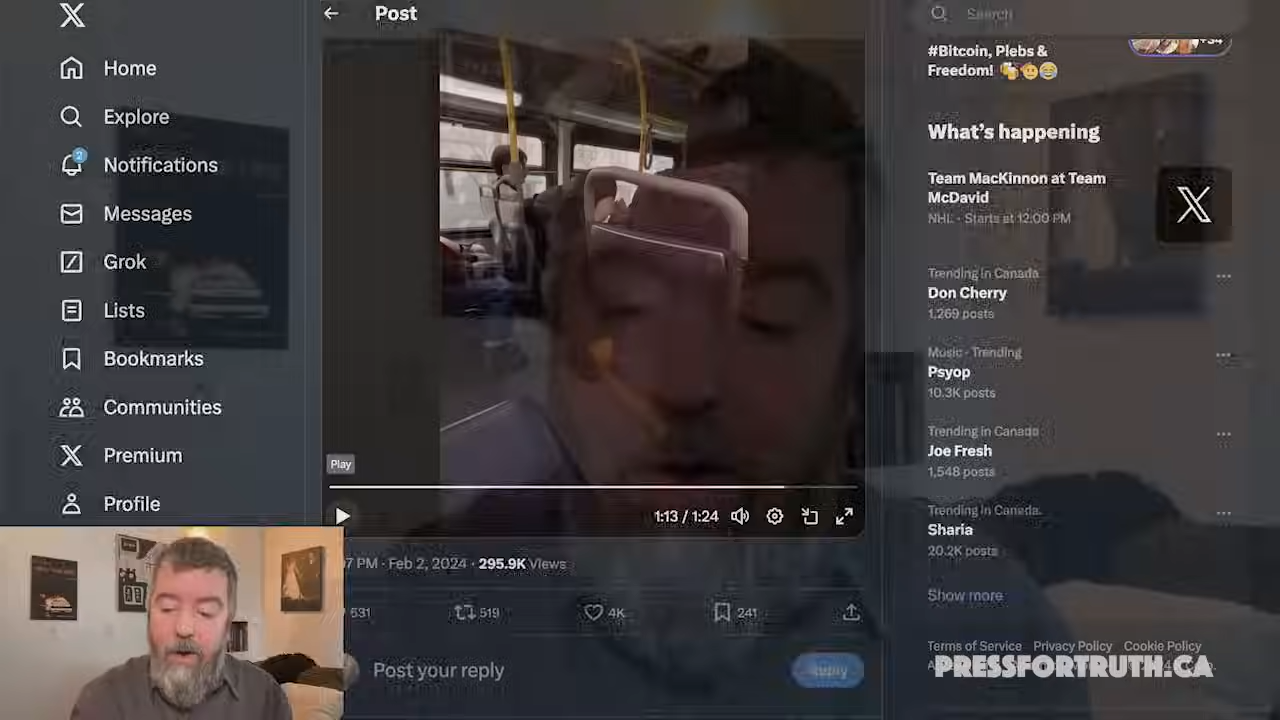 Home
Explore
2
Notifications
Messages
Grok
Lists
Bookmarks
Communities
Premium
Profile
Post
Play
1:13 / 1:24
7 PM · Feb 2, 2024 · 295.9K Views
531
519
4K
241
Post your reply
Reply
Search
#Bitcoin, Plebs &
Freedom!
+34
What's happening
Team MacKinnon at Team
McDavid
NHL · Starts at 12:00 PM
Trending in Canada
Don Cherry
1,269 posts
Music · Trending
Psyop
10.3K posts
Trending in Canada
Joe Fresh
1,548 posts
Trending in Canada
Sharia
20.2K posts
Show more
Terms of Service Privacy Policy Cookie Policy
PRESSFORTRUTH.CA